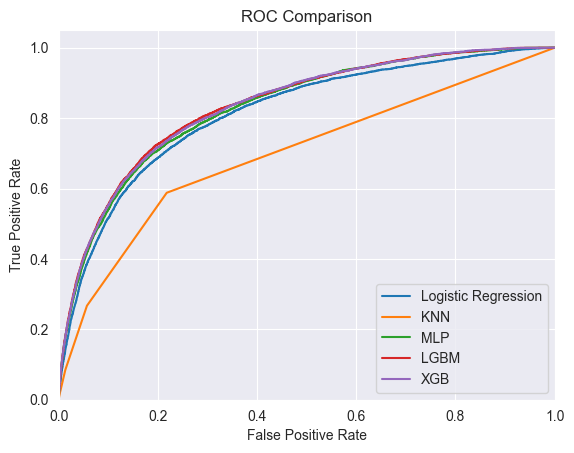 ROC Comparison
True Positive Rate
1.0
0.8
0.6
0.4
0.2
0.0
Logistic Regression
KNN
MLP
LGBM
XGB
0.0 0.2 0.4 0.6 0.8 1.0
False Positive Rate